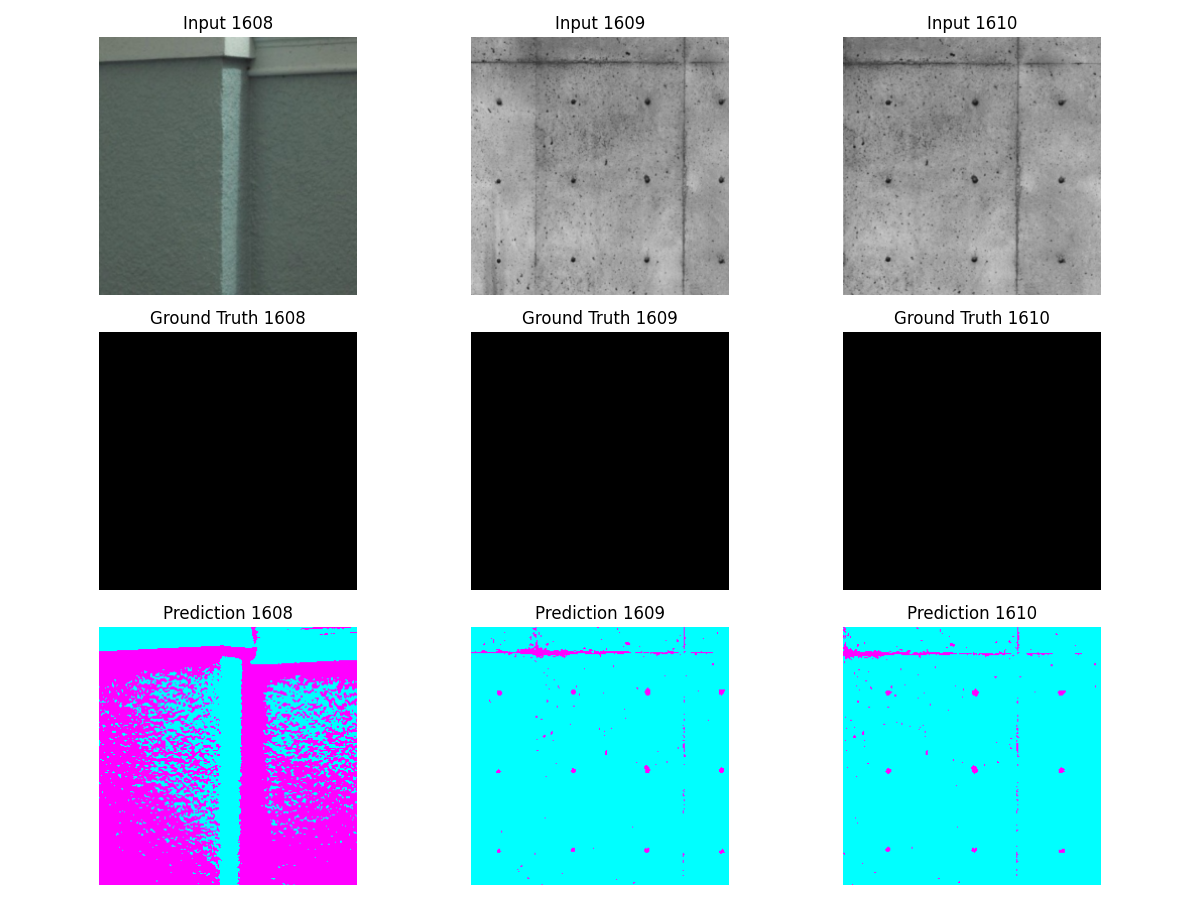 Input 1608
Input 1609
Input 1610
Ground Truth 1608
Ground Truth 1609
Ground Truth 1610
Prediction 1608
Prediction 1609
Prediction 1610